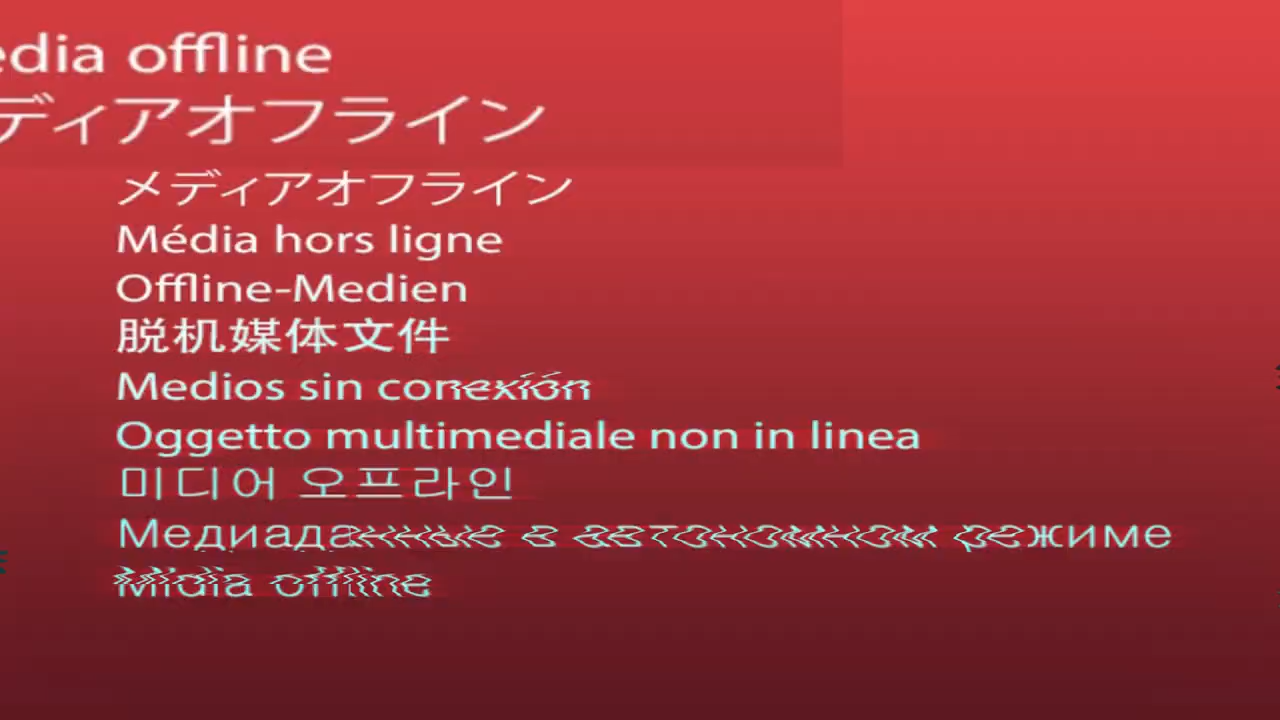 edia offline
ディアオフライン
メディアオフライン
Média hors ligne
Offline-Medien
脱机媒体文件
Medios sin conexión
Oggetto multimediale non in linea
미디어 오프라인
Медиаданные в автономном режиме
Mídia offline